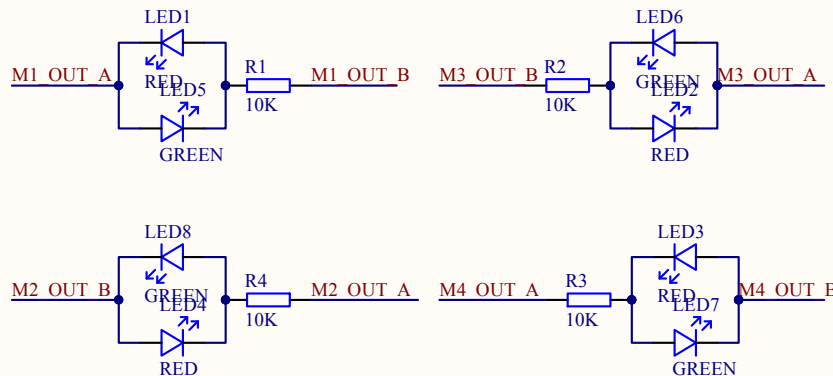 LED1
M1_OUT_A
RED
LED5
GREEN
R1
10K
M1_OUT_B
LED6
M3_OUT_B
R2
10K
GREEN
LED2
RED
M3_OUT_A
LED8
M2_OUT_B
GREEN
LED4
RED
R4
10K
M2_OUT_A
LED3
M4_OUT_A
R3
10K
RED
LED7
GREEN
M4_OUT_B